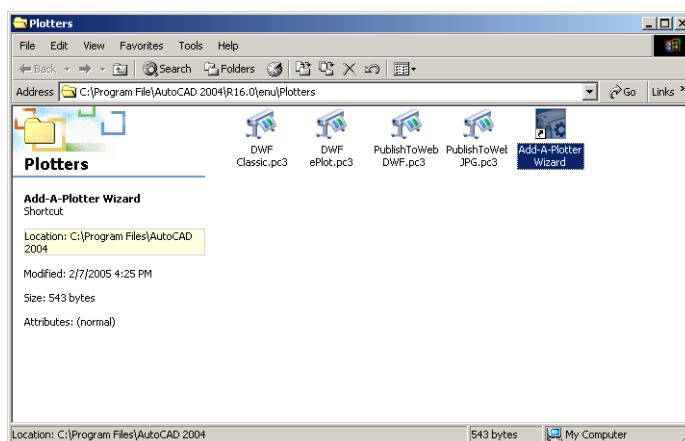 Plotters
File Edit View Favorites Tools Help
Back Search Folders
Address C:\Program File\AutoCAD 2004\R16.0\enu\Plotters Go Links »
Plotters
Add-A-Plotter Wizard
Shortcut
Location: C:\Program Files\AutoCAD
2004
Modified: 2/7/2005 4:25 PM
Size: 543 bytes
Attributes: (normal)
DWF
Classic.pc3
DWF
ePlot.pc3
PublishToWeb
DWF.pc3
PublishToWeb
JPG.pc3
Add-A-Plotter
Wizard
Location: C:\Program Files\AutoCAD 2004 543 bytes My Computer